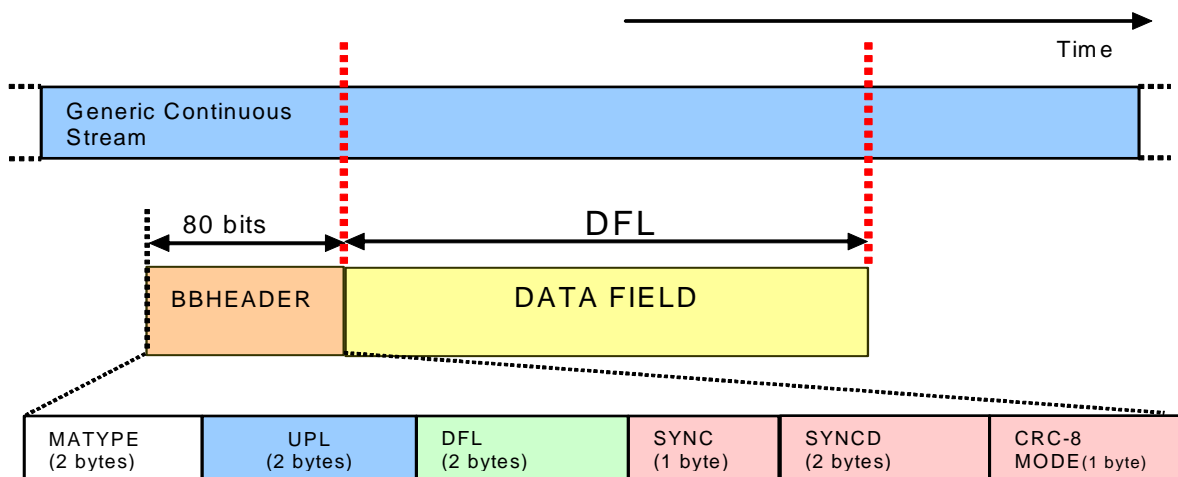 Time
Generic Continuous
Stream
80 bits
DFL
BBHEADER
DATA FIELD
MATYPE
(2 bytes)
UPL
(2 bytes)
DFL
(2 bytes)
SYNC
(1 byte)
SYNCD
(2 bytes)
CRC-8
MODE(1 byte)